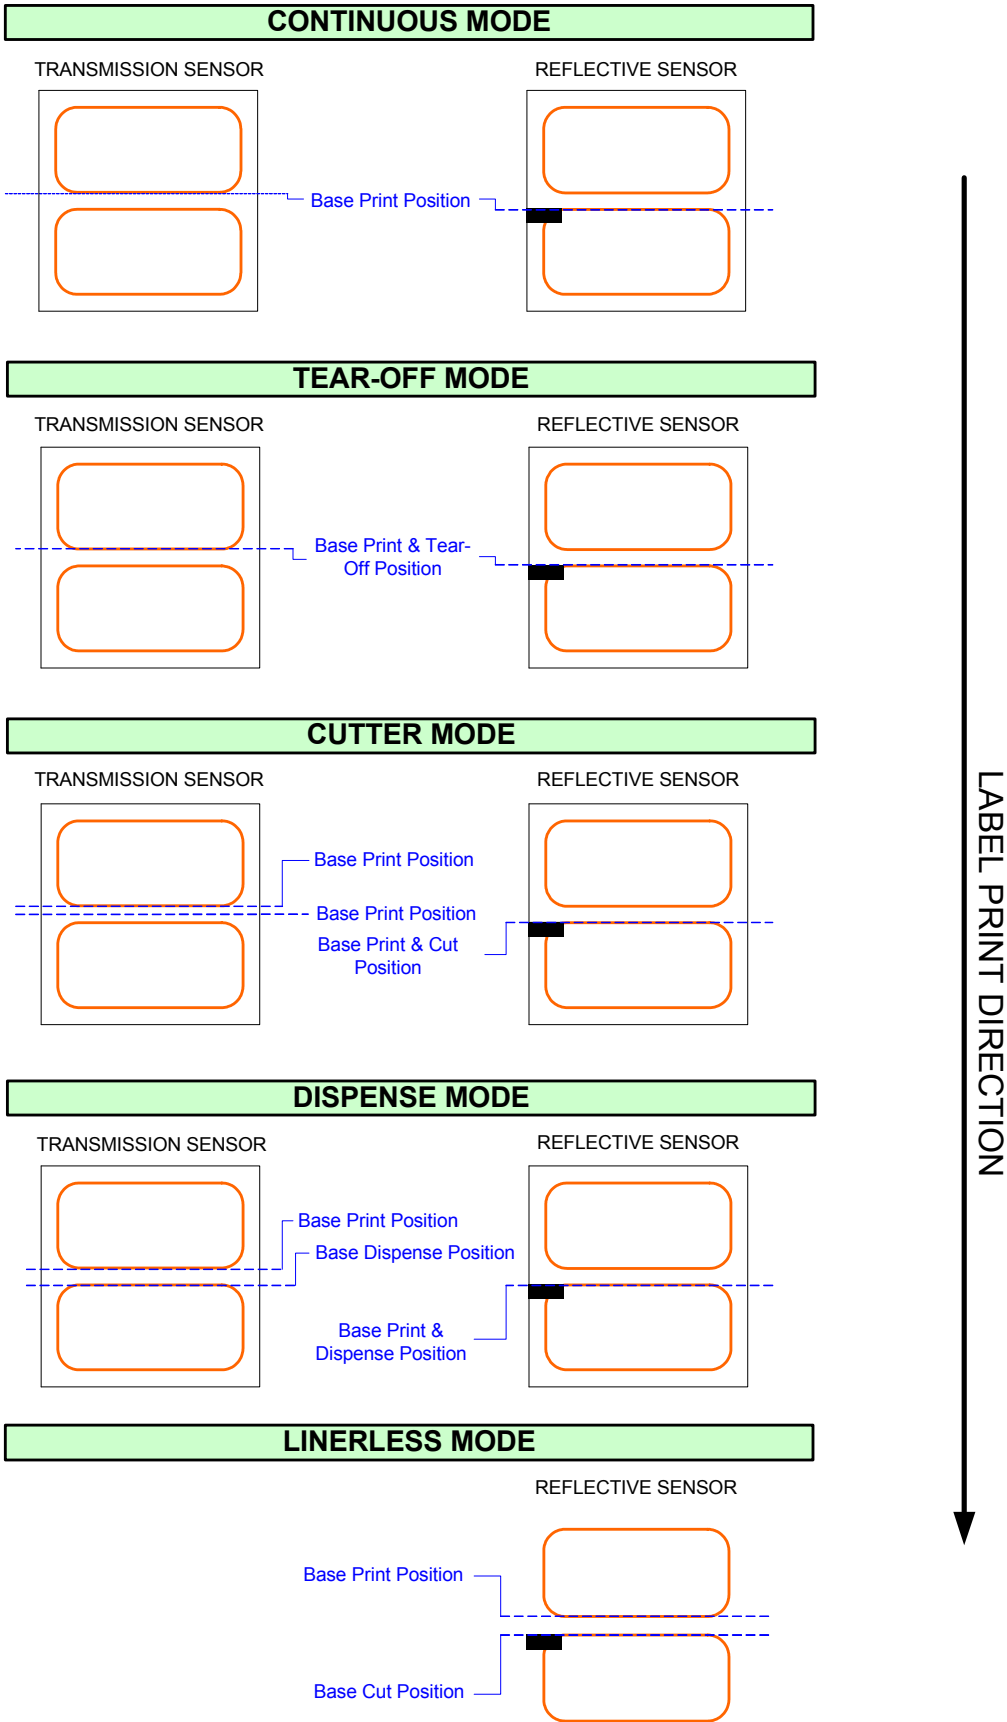 CONTINUOUS MODE
TRANSMISSION SENSOR
REFLECTIVE SENSOR
Base Print Position
TEAR-OFF MODE
TRANSMISSION SENSOR
REFLECTIVE SENSOR
Base Print & Tear-
Off Position
CUTTER MODE
TRANSMISSION SENSOR
REFLECTIVE SENSOR
Base Print Position
Base Print Position
Base Print & Cut
Position
DISPENSE MODE
TRANSMISSION SENSOR
REFLECTIVE SENSOR
Base Print Position
Base Dispense Position
Base Print &
Dispense Position
LINERLESS MODE
REFLECTIVE SENSOR
Base Print Position
Base Cut Position
LABEL PRINT DIRECTION